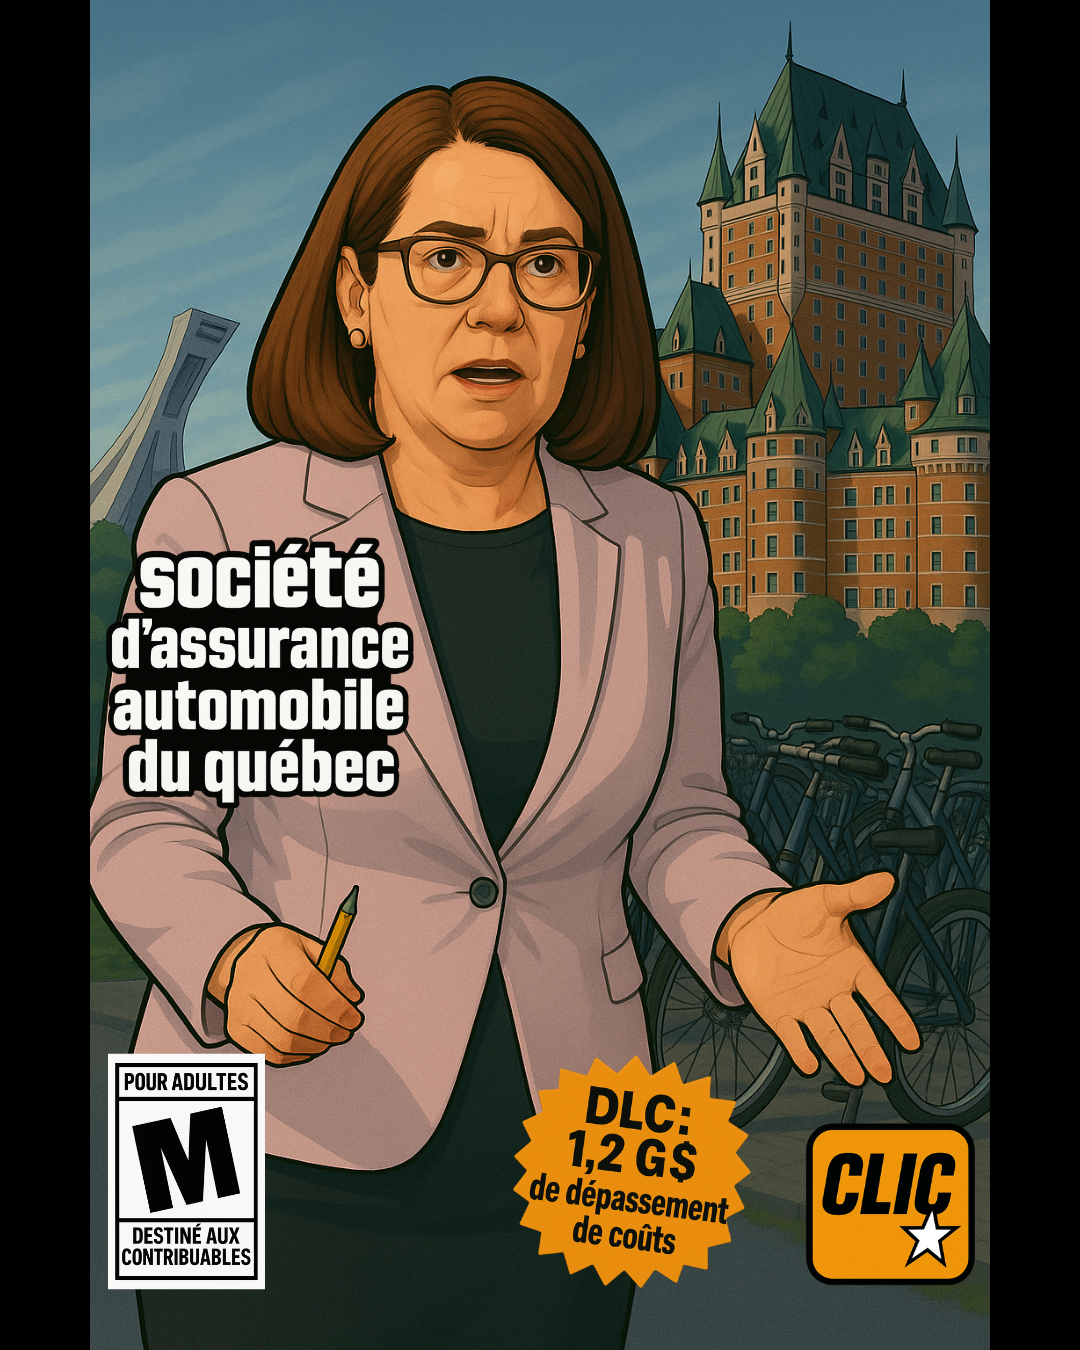 société
d'assurance
automobile
du québec
POUR ADULTES
M
DESTINÉ AUX
CONTRIBUABLES
DLC:
1,2 G$
de dépassement
de coûts
CLIC